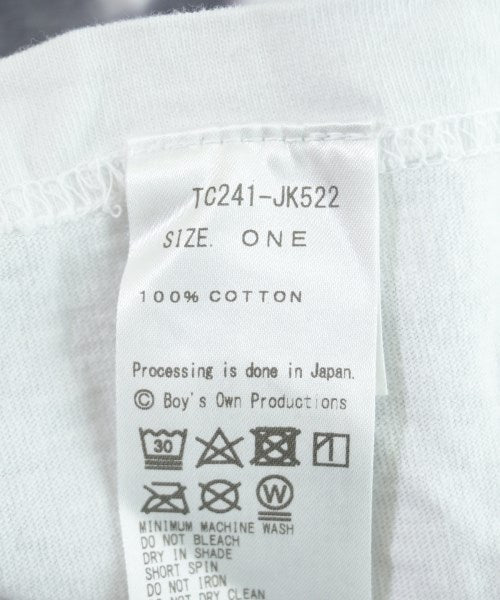 TC241-JK522
SIZE. ONE
100% COTTON
Processing is done in Japan.
© Boy's Own Productions
30
W
MINIMUM MACHINE WASH
DO NOT BLEACH
DRY IN SHADE
SHORT SPIN
DO NOT IRON
DO NOT DRY CLEAN